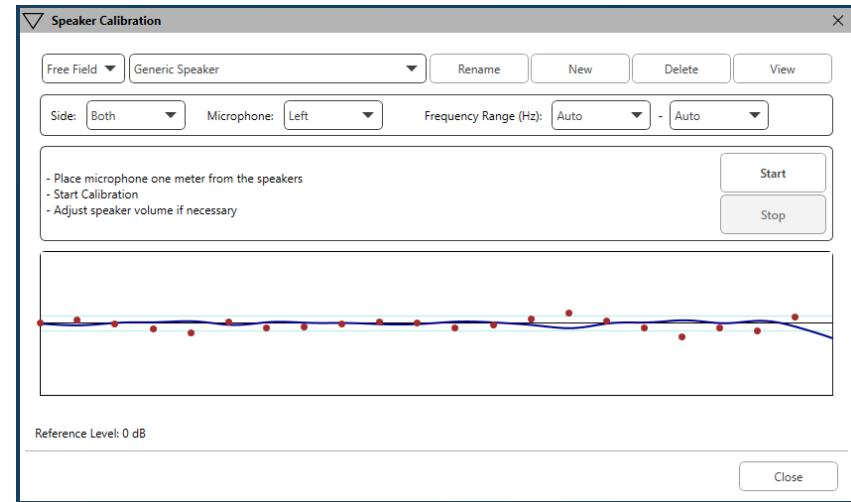 Speaker Calibration
Free Field Generic Speaker Rename New Delete View
Side: Both Microphone: Left Frequency Range (Hz): Auto - Auto
- Place microphone one meter from the speakers
- Start Calibration
- Adjust speaker volume if necessary
Start
Stop
Reference Level: 0 dB
Close